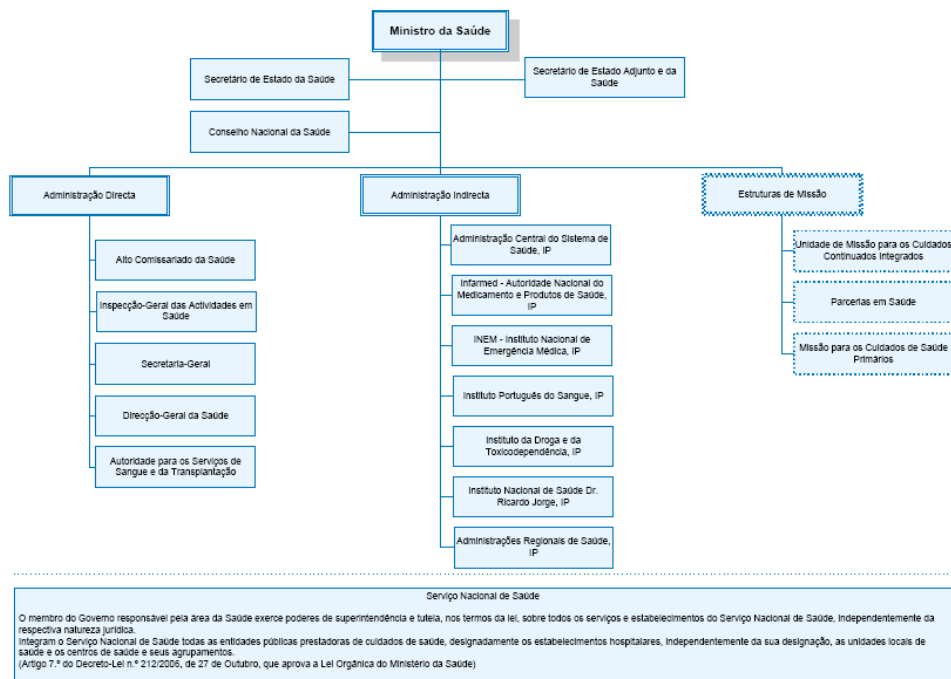 Ministro da Saúde
Secretário de Estado da Saúde
Secretário de Estado Adjunto e da
Saúde
Conselho Nacional da Saúde
Administração Directa
Administração Indirecta
Estruturas de Missão
Alto Comissariado da Saúde
Inspecção-Geral das Actividades em
Saúde
Secretaria-Geral
Direcção-Geral da Saúde
Autoridade para os Serviços de
Sangue e da Transplantação
Administração Central do Sistema de
Saúde, IP
Infarmed - Autoridade Nacional do
Medicamento e Produtos de Saúde,
IP
INEM - Instituto Nacional de
Emergência Médica, IP
Instituto Português do Sangue, IP
Instituto da Droga e da
Toxicodependência, IP
Instituto Nacional de Saúde Dr.
Ricardo Jorge, IP
Administrações Regionais de Saúde,
IP
Unidade de Missão para os Cuidados
Continuados Integrados
Parcerias em Saúde
Missão para os Cuidados de Saúde
Primários
Serviço Nacional de Saúde
O membro do Governo responsável pela área da Saúde exerce poderes de superintendência e tutela, nos termos da lei, sobre todos os serviços e estabelecimentos do Serviço Nacional de Saúde, independentemente da
respectiva natureza jurídica.
Integram o Serviço Nacional de Saúde todas as entidades públicas prestadoras de cuidados de saúde, designadamente os estabelecimentos hospitalares, independentemente da sua designação, as unidades locais de
saúde e os centros de saúde e seus agrupamentos.
(Artigo 7.º do Decreto-Lei n.º 212/2006, de 27 de Outubro, que aprova a Lei Orgânica do Ministério da Saúde)